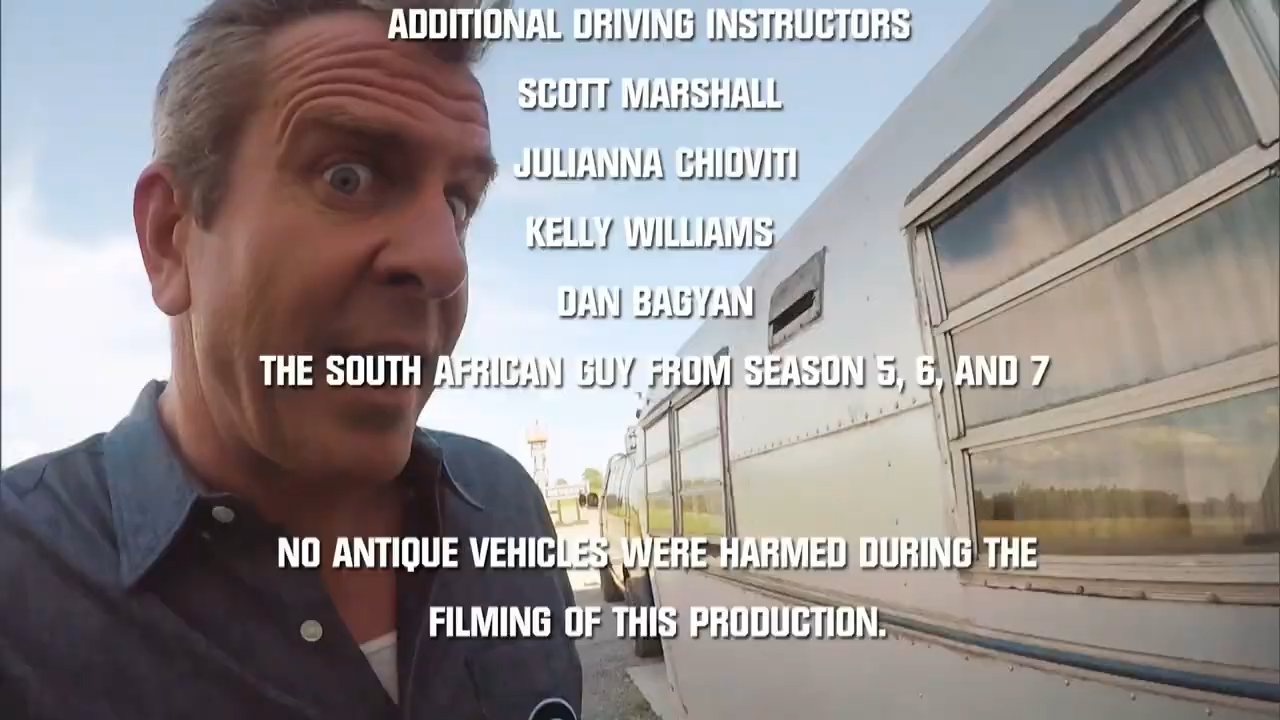 ADDITIONAL DRIVING INSTRUCTORS
SCOTT MARSHALL
JULIANNA CHIOVITI
KELLY WILLIAMS
DAN BAGYAN
THE SOUTH AFRICAN GUY FROM SEASON 5, 6, AND 7
NO ANTIQUE VEHICLES WERE HARMED DURING THE
FILMING OF THIS PRODUCTION.